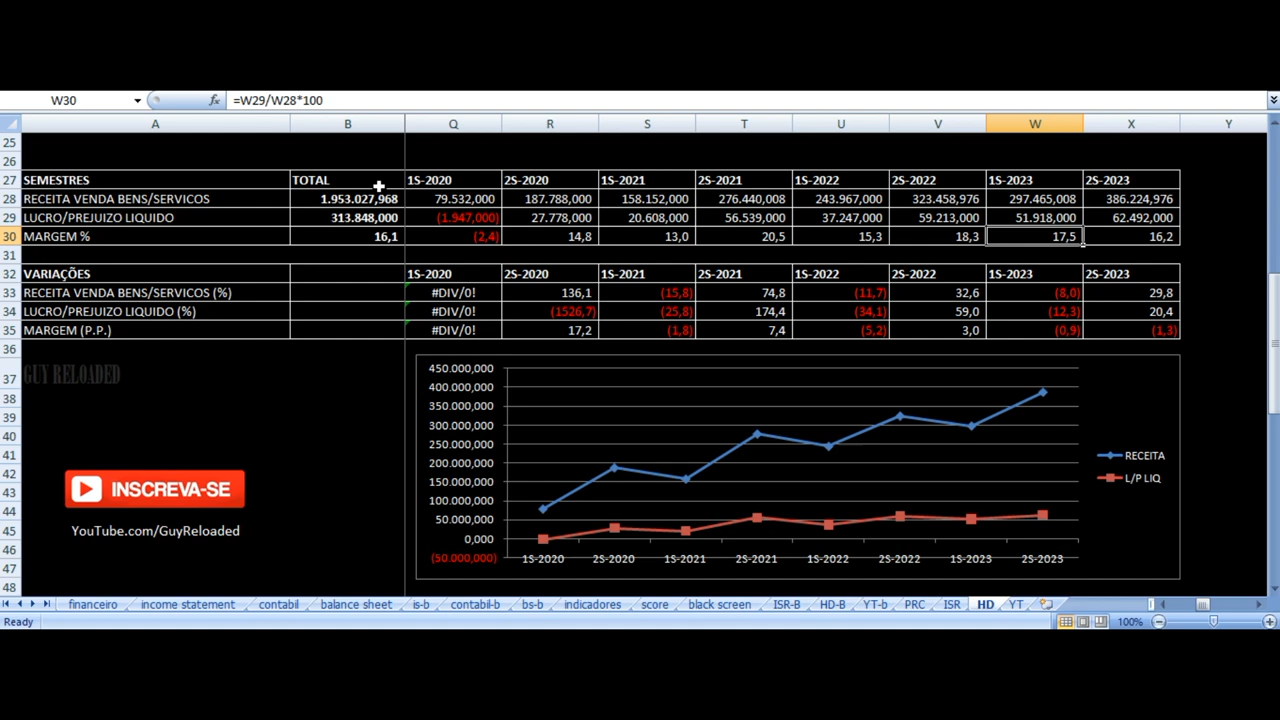 W30 fx =W29/W28*100
A B Q R S T U V W X Y
25
26
27 SEMESTRES TOTAL 1S-2020 2S-2020 1S-2021 2S-2021 1S-2022 2S-2022 1S-2023 2S-2023
28 RECEITA VENDA BENS/SERVICOS 1.953.027,968 79.532,000 187.788,000 158.152,000 276.440,008 243.967,000 323.458,976 297.465,008 386.224,976
29 LUCRO/PREJUIZO LIQUIDO 313.848,000 (1.947,000) 27.778,000 20.608,000 56.539,000 37.247,000 59.213,000 51.918,000 62.492,000
30 MARGEM % 16,1 (2,4) 14,8 13,0 20,5 15,3 18,3 17,5 16,2
31
32 VARIAÇÕES 1S-2020 2S-2020 1S-2021 2S-2021 1S-2022 2S-2022 1S-2023 2S-2023
33 RECEITA VENDA BENS/SERVICOS (%) #DIV/0! 136,1 (15,8) 74,8 (11,7) 32,6 (8,0) 29,8
34 LUCRO/PREJUIZO LIQUIDO (%) #DIV/0! (1526,7) (25,8) 174,4 (34,1) 59,0 (12,3) 20,4
35 MARGEM (P.P.) #DIV/0! 17,2 (1,8) 7,4 (5,2) 3,0 (0,9) (1,3)
36
37 GUY RELOADED
38
39
40
41
42
43
44
45
46
47
48
INSCREVA-SE
YouTube.com/GuyReloaded
450.000,000
400.000,000
350.000,000
300.000,000
250.000,000
200.000,000
150.000,000
100.000,000
50.000,000
0,000
(50.000,000)
1S-2020 2S-2020 1S-2021 2S-2021 1S-2022 2S-2022 1S-2023 2S-2023
RECEITA
L/P LIQ
financeiro income statement contabil balance sheet is-b contabil-b bs-b indicadores score black screen ISR-B HD-B YT-b PRC ISR HD YT
Ready 100%